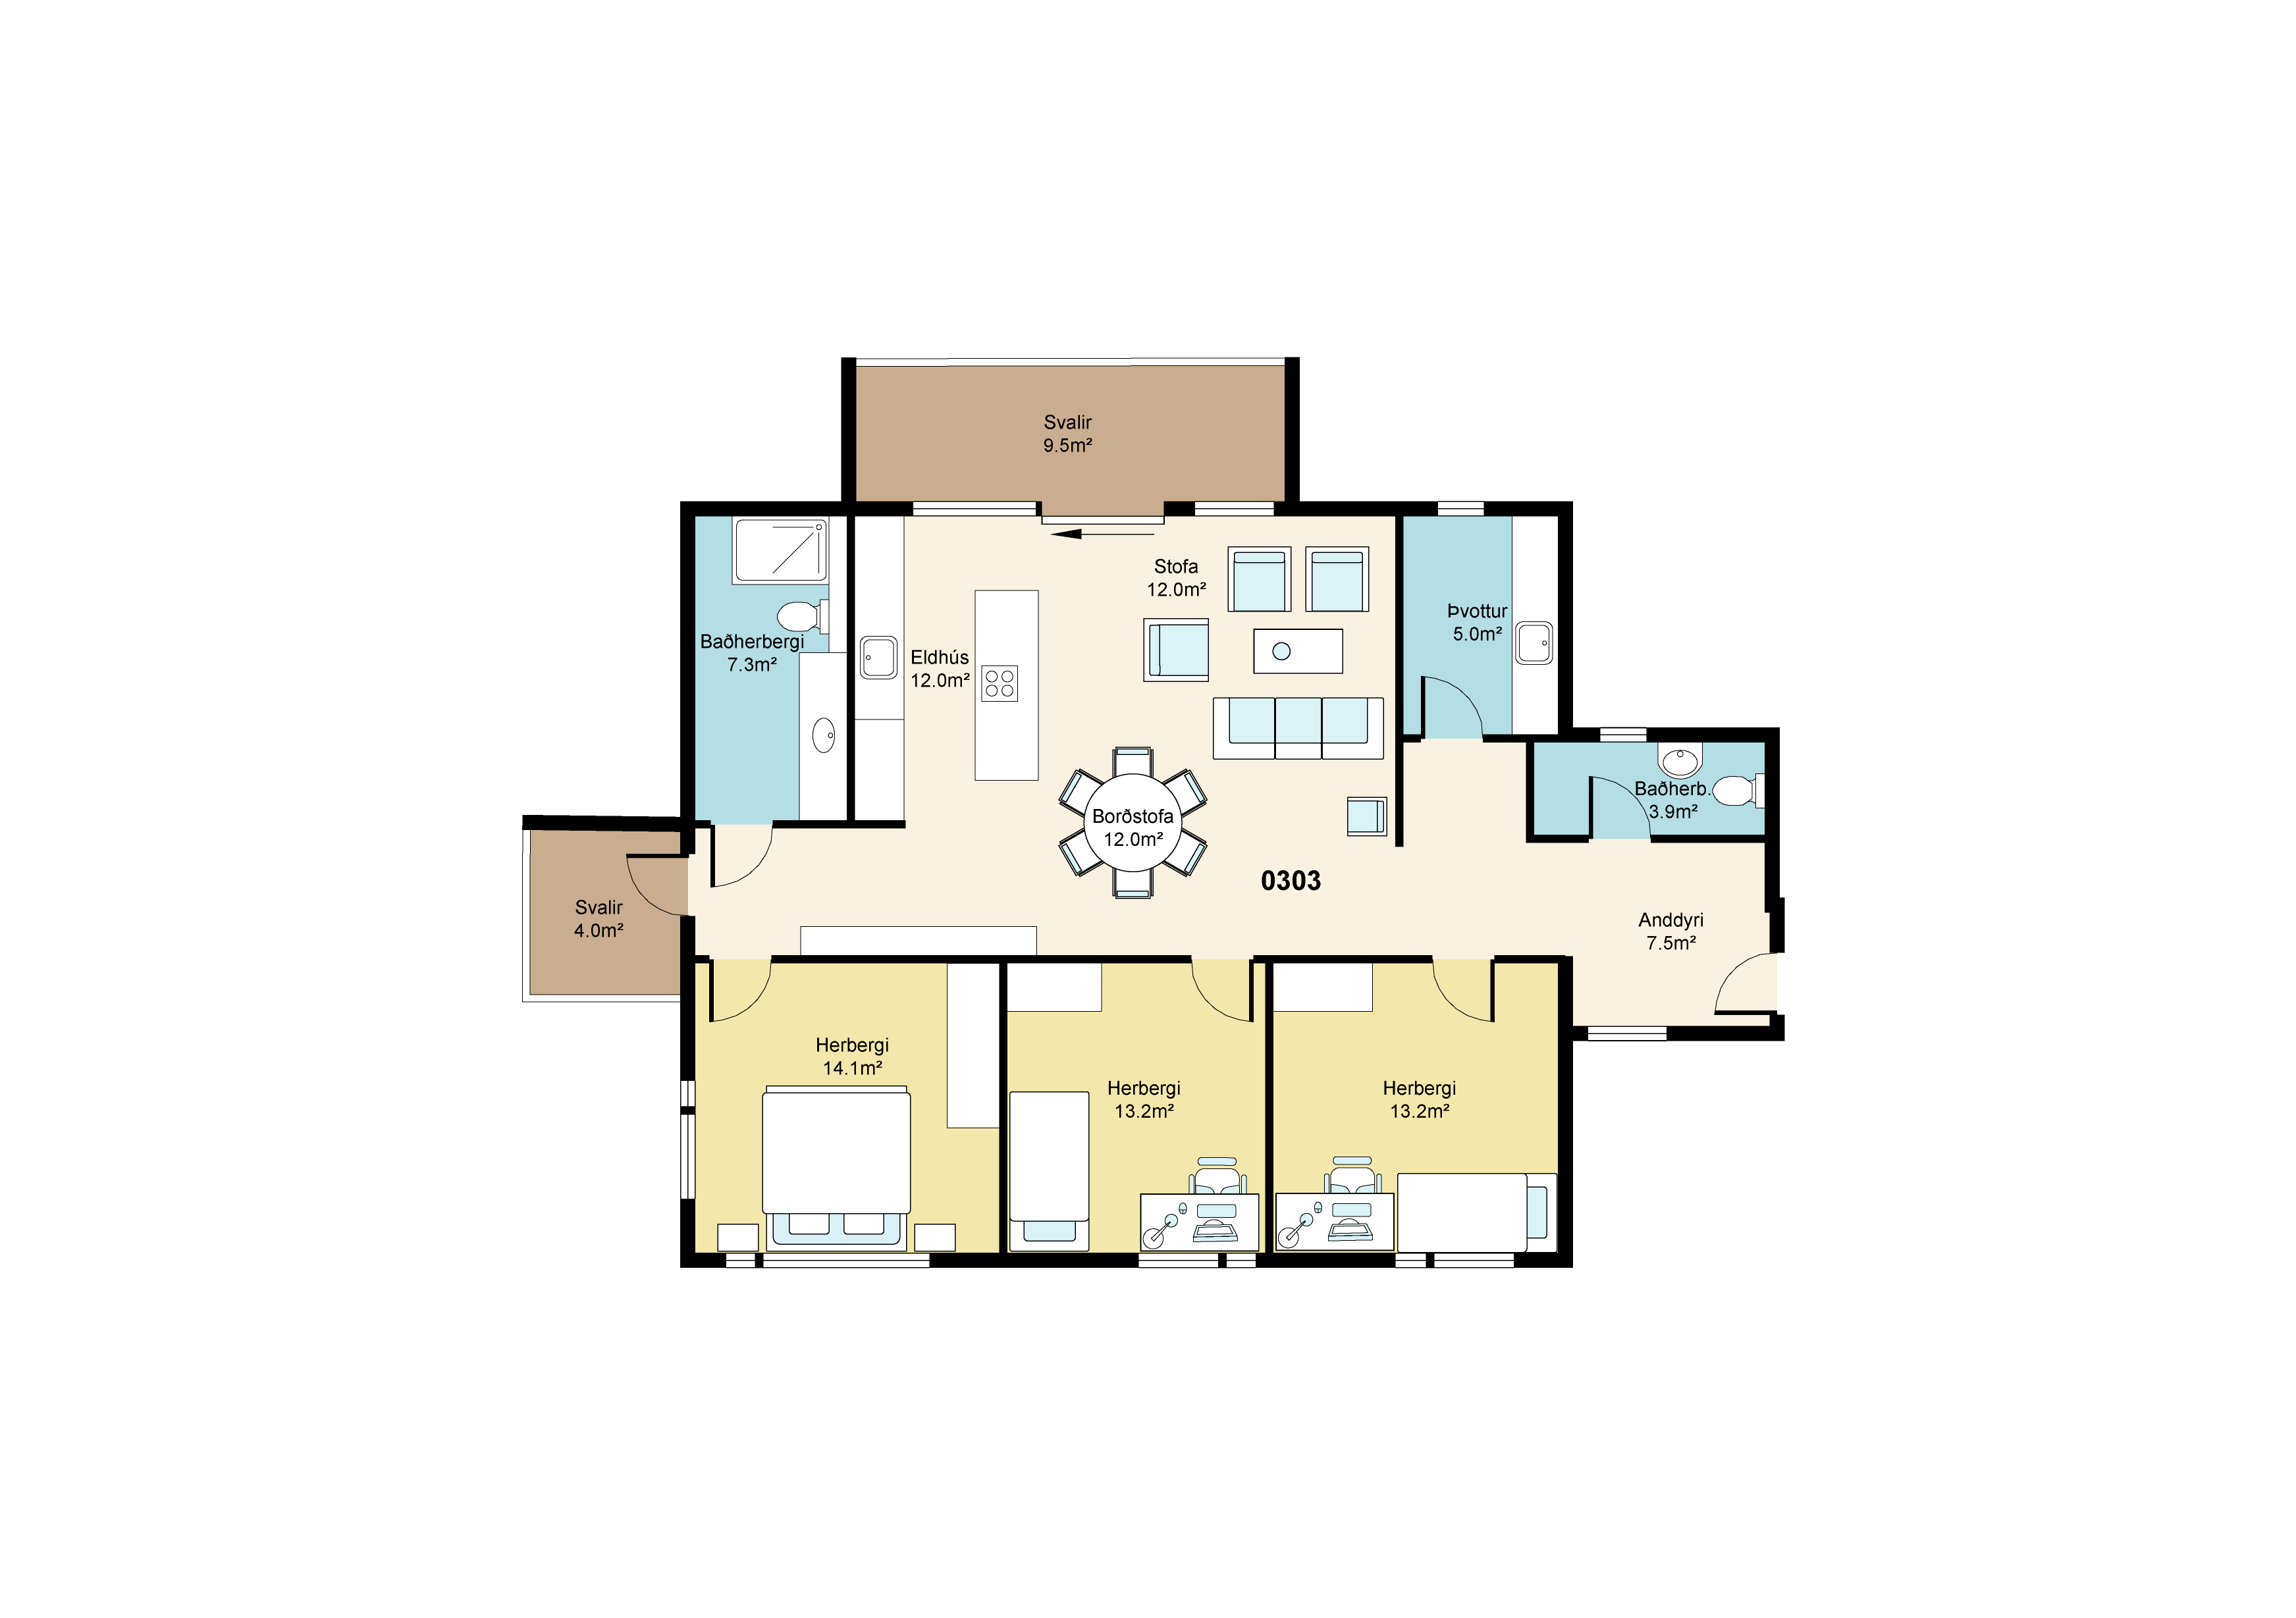 Svalir
9.5m²
Stofa
12.0m²
Þvottur
5.0m²
Baðherbergi
7.3m²
Eldhús
12.0m²
Baðherb.
3.9m²
Borðstofa
12.0m²
0303
Svalir
4.0m²
Anddyri
7.5m²
Herbergi
14.1m²
Herbergi
13.2m²
Herbergi
13.2m²